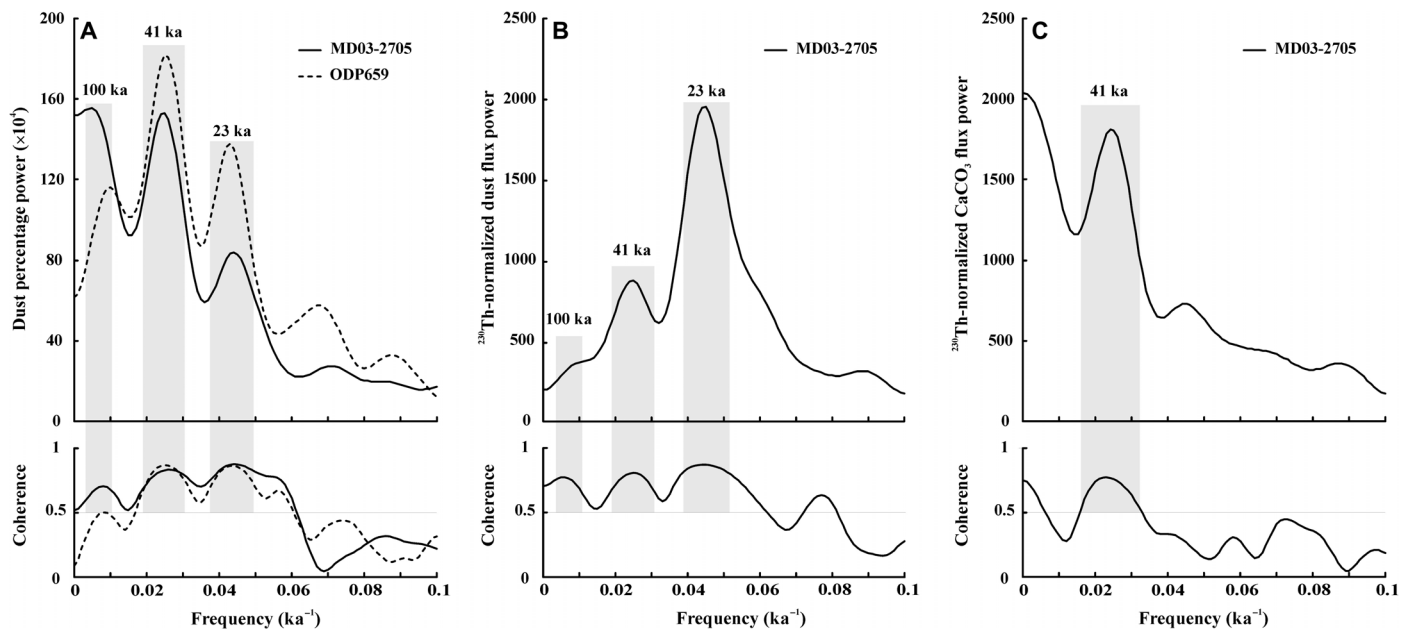 A
200
160
120
80
40
0
Dust percentage power (×10⁴)
100 ka
41 ka
23 ka
MD03-2705
ODP659
1
0.5
0
Coherence
0 0.02 0.04 0.06 0.08 0.1
Frequency (ka⁻¹)
B
2500
2000
1500
1000
500
0
²³⁰Th-normalized dust flux power
100 ka
41 ka
23 ka
MD03-2705
1
0.5
0
Coherence
0 0.02 0.04 0.06 0.08 0.1
Frequency (ka⁻¹)
C
2500
2000
1500
1000
500
0
²³⁰Th-normalized CaCO₃ flux power
41 ka
MD03-2705
1
0.5
0
Coherence
0 0.02 0.04 0.06 0.08 0.1
Frequency (ka⁻¹)